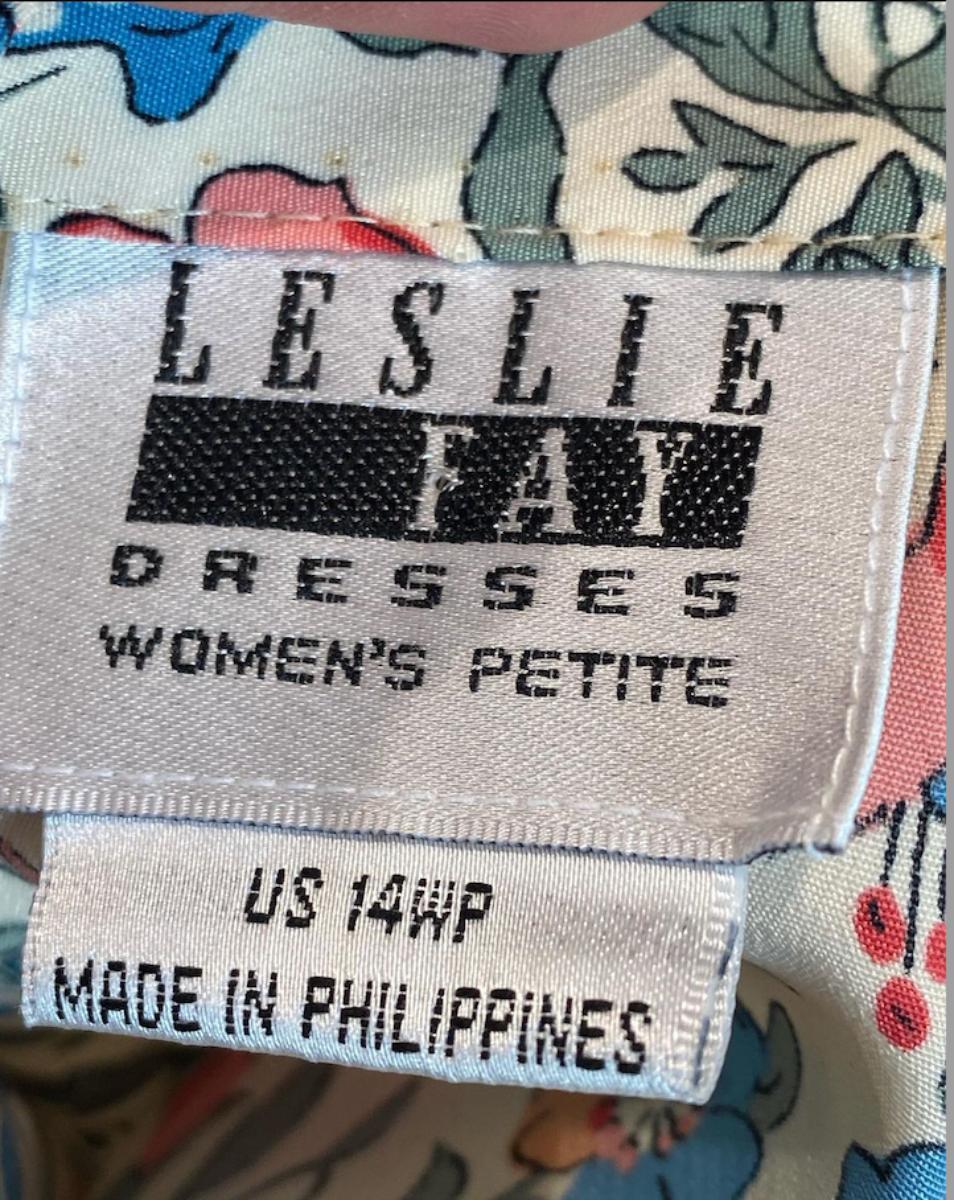 LESLIE
FAY
DRESSES
WOMEN'S PETITE
US 14WP
MADE IN PHILIPPINES